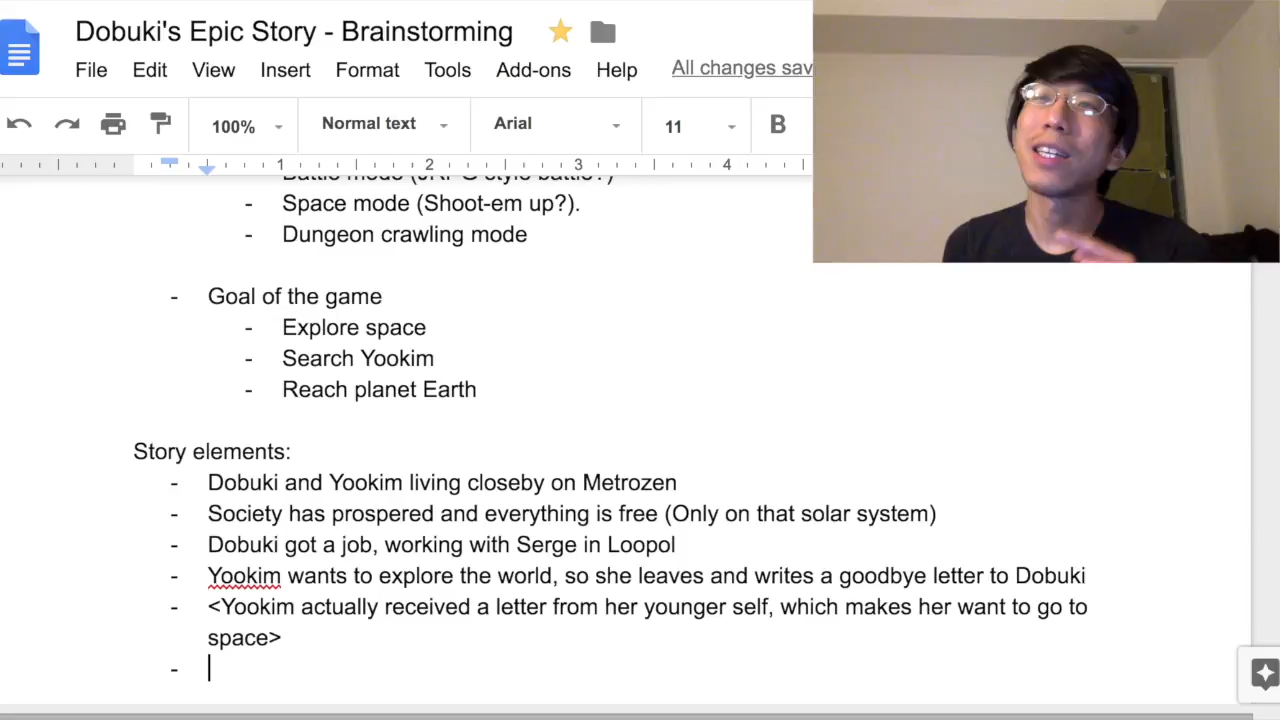 Dobuki's Epic Story - Brainstorming
File Edit View Insert Format Tools Add-ons Help All changes sav
100% Normal text Arial 11 B
1 2 3 4
- Battle mode (JRPG style battle?)
- Space mode (Shoot-em up?).
- Dungeon crawling mode
- Goal of the game
- Explore space
- Search Yookim
- Reach planet Earth
Story elements:
- Dobuki and Yookim living closeby on Metrozen
- Society has prospered and everything is free (Only on that solar system)
- Dobuki got a job, working with Serge in Loopol
- Yookim wants to explore the world, so she leaves and writes a goodbye letter to Dobuki
- <Yookim actually received a letter from her younger self, which makes her want to go to
space>
-